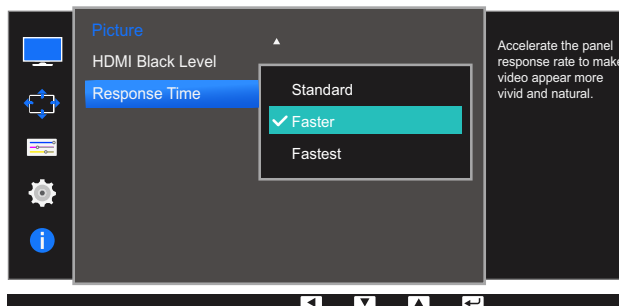 Picture
HDMI Black Level
Response Time
Standard
Faster
Fastest
Accelerate the panel
response rate to make
video appear more
vivid and natural.